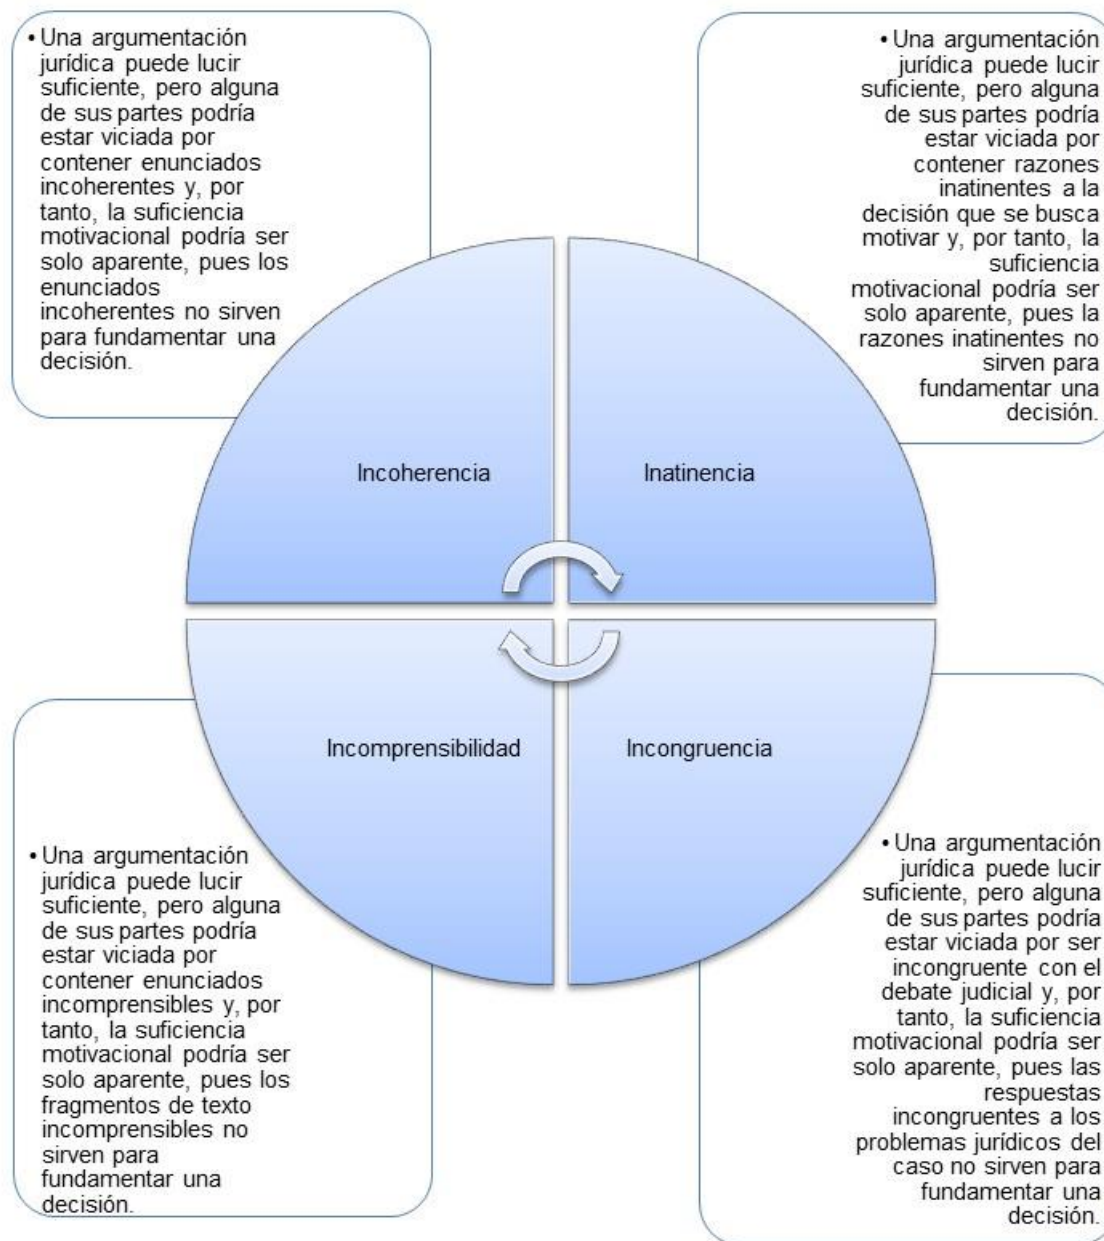 • Una argumentación
jurídica puede lucir
suficiente, pero alguna
de sus partes podría
estar viciada por
contener enunciados
incoherentes y, por
tanto, la suficiencia
motivacional podría ser
solo aparente, pues los
enunciados
incoherentes no sirven
para fundamentar una
decisión.
• Una argumentación
jurídica puede lucir
suficiente, pero alguna
de sus partes podría
estar viciada por
contener razones
inatinentes a la
decisión que se busca
motivar y, por tanto, la
suficiencia
motivacional podría ser
solo aparente, pues la
razones inatinentes no
sirven para
fundamentar una
decisión.
Incoherencia
Inatinencia
Incomprensibilidad
Incongruencia
• Una argumentación
jurídica puede lucir
suficiente, pero alguna
de sus partes podría
estar viciada por
contener enunciados
incomprensibles y, por
tanto, la suficiencia
motivacional podría ser
solo aparente, pues los
fragmentos de texto
incomprensibles no
sirven para
fundamentar una
decisión.
• Una argumentación
jurídica puede lucir
suficiente, pero alguna
de sus partes podría
estar viciada por ser
incongruente con el
debate judicial y, por
tanto, la suficiencia
motivacional podría ser
solo aparente, pues las
respuestas
incongruentes a los
problemas jurídicos del
caso no sirven para
fundamentar una
decisión.